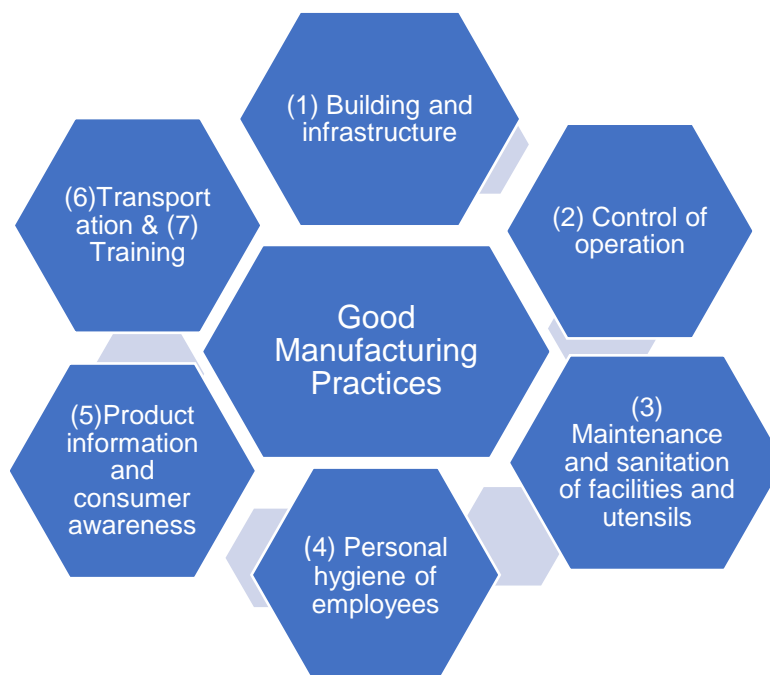 (1) Building and
infrastructure
(2) Control of
operation
(3)
Maintenance
and sanitation
of facilities and
utensils
(4) Personal
hygiene of
employees
(5)Product
information
and
consumer
awareness
(6)Transport
ation & (7)
Training
Good
Manufacturing
Practices